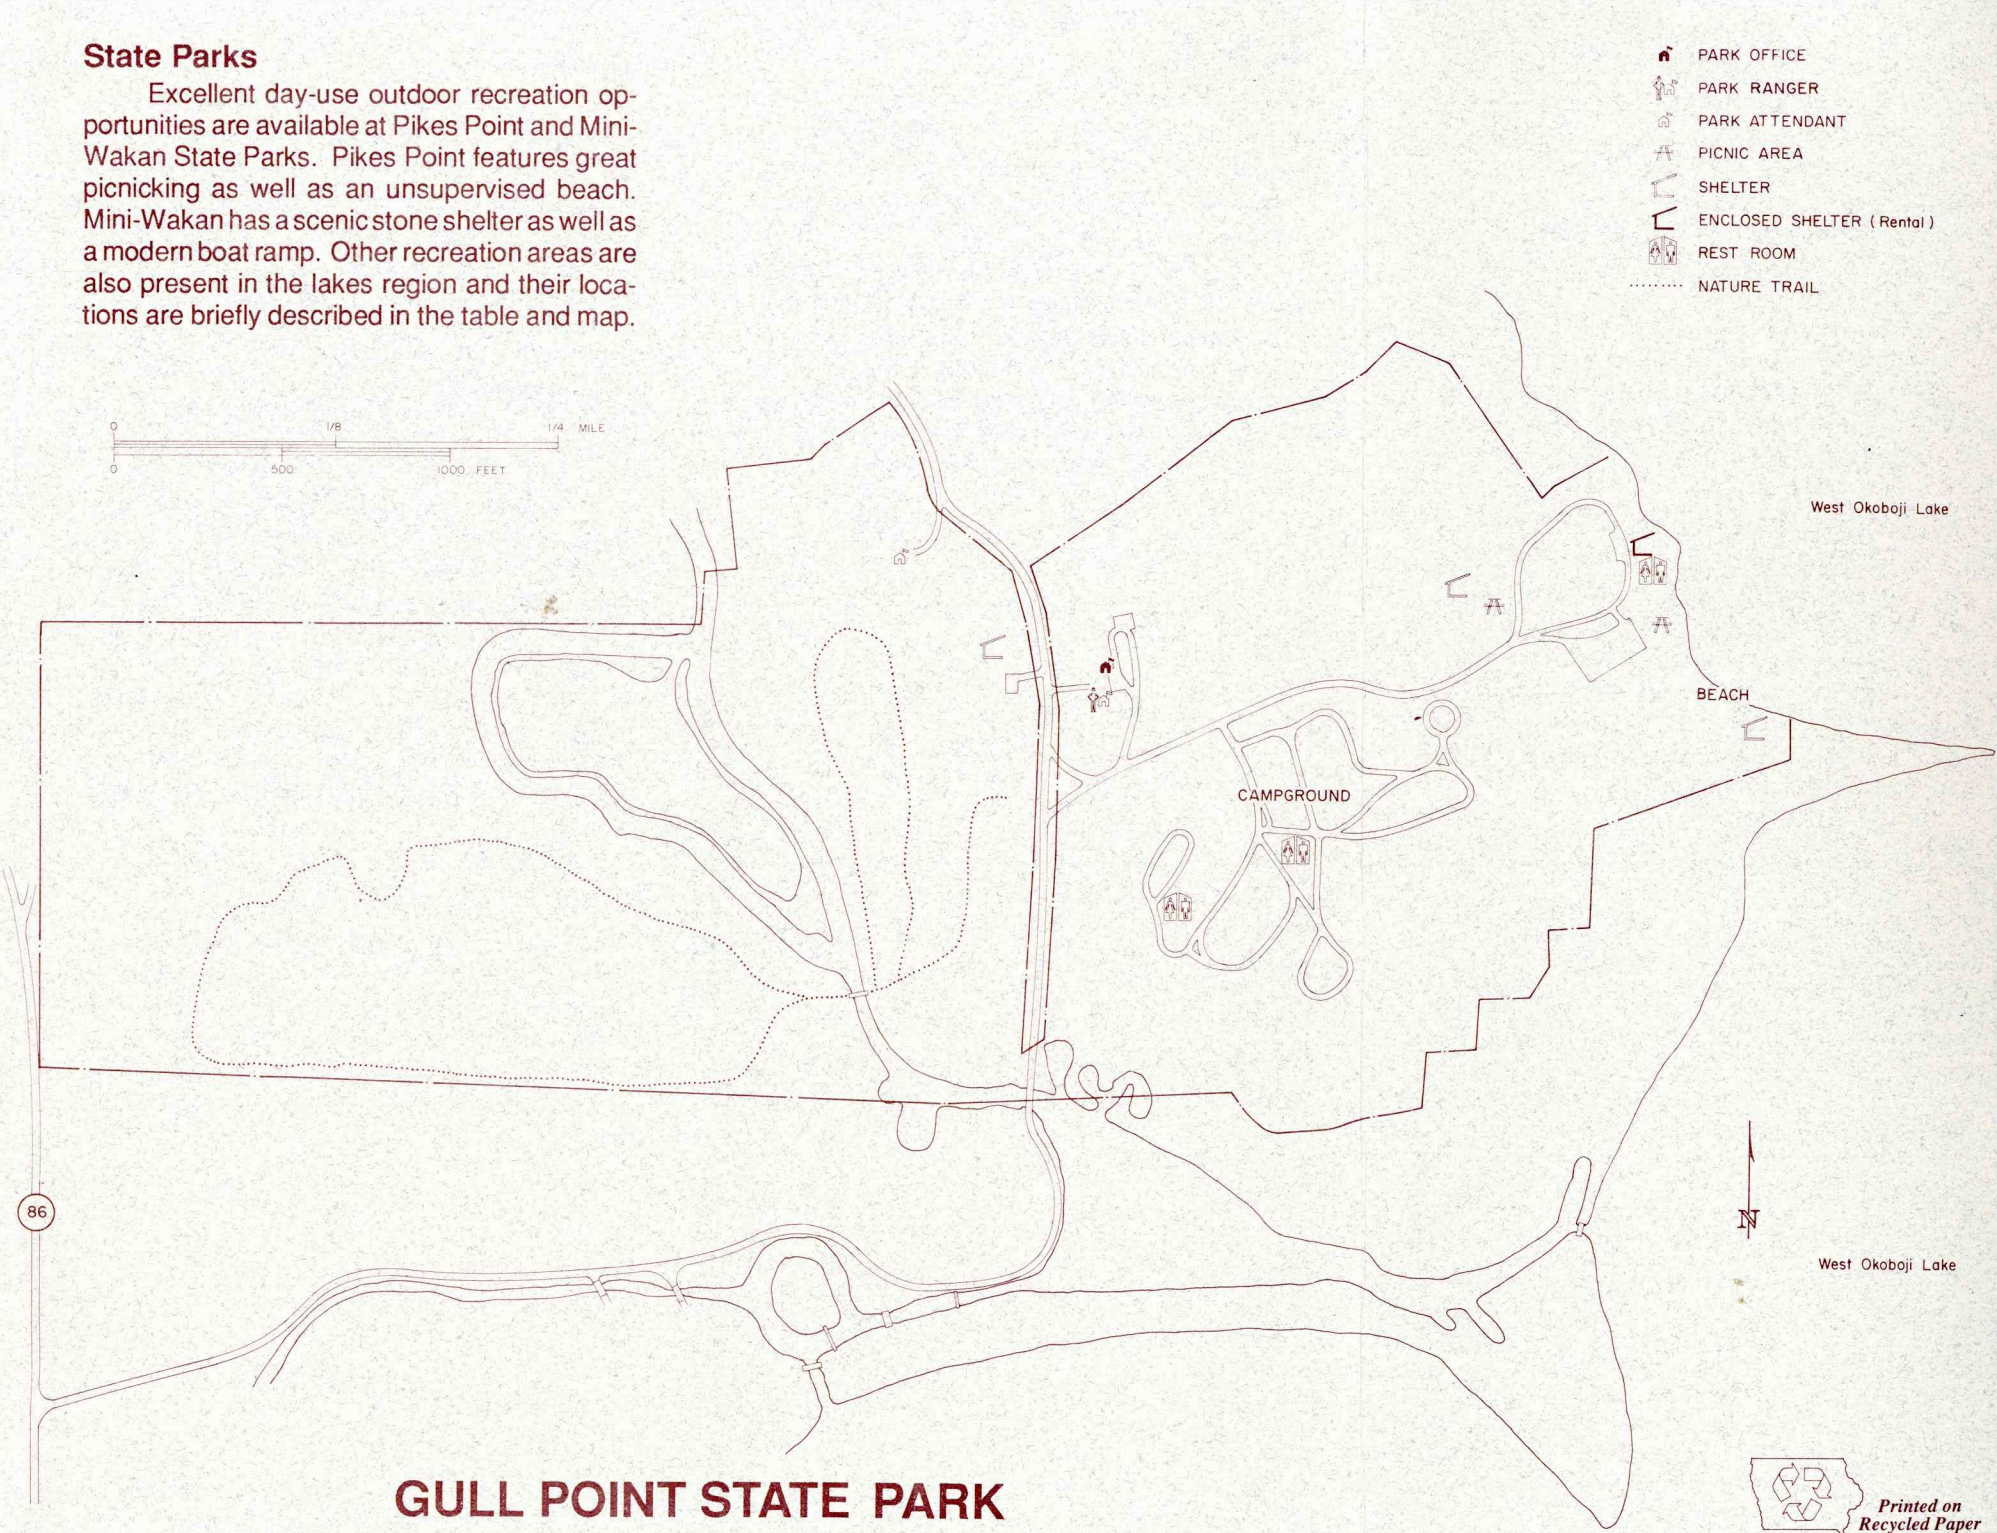 State Parks
Excellent day-use outdoor recreation op-
portunities are available at Pikes Point and Mini-
Wakan State Parks. Pikes Point features great
picnicking as well as an unsupervised beach.
Mini-Wakan has a scenic stone shelter as well as
a modern boat ramp. Other recreation areas are
also present in the lakes region and their loca-
tions are briefly described in the table and map.
PARK OFFICE
PARK RANGER
PARK ATTENDANT
PICNIC AREA
SHELTER
ENCLOSED SHELTER (Rental)
REST ROOM
NATURE TRAIL
0 1/8 1/4 MILE
0 500 1000 FEET
West Okoboji Lake
BEACH
CAMPGROUND
86
N
West Okoboji Lake
GULL POINT STATE PARK
Printed on
Recycled Paper